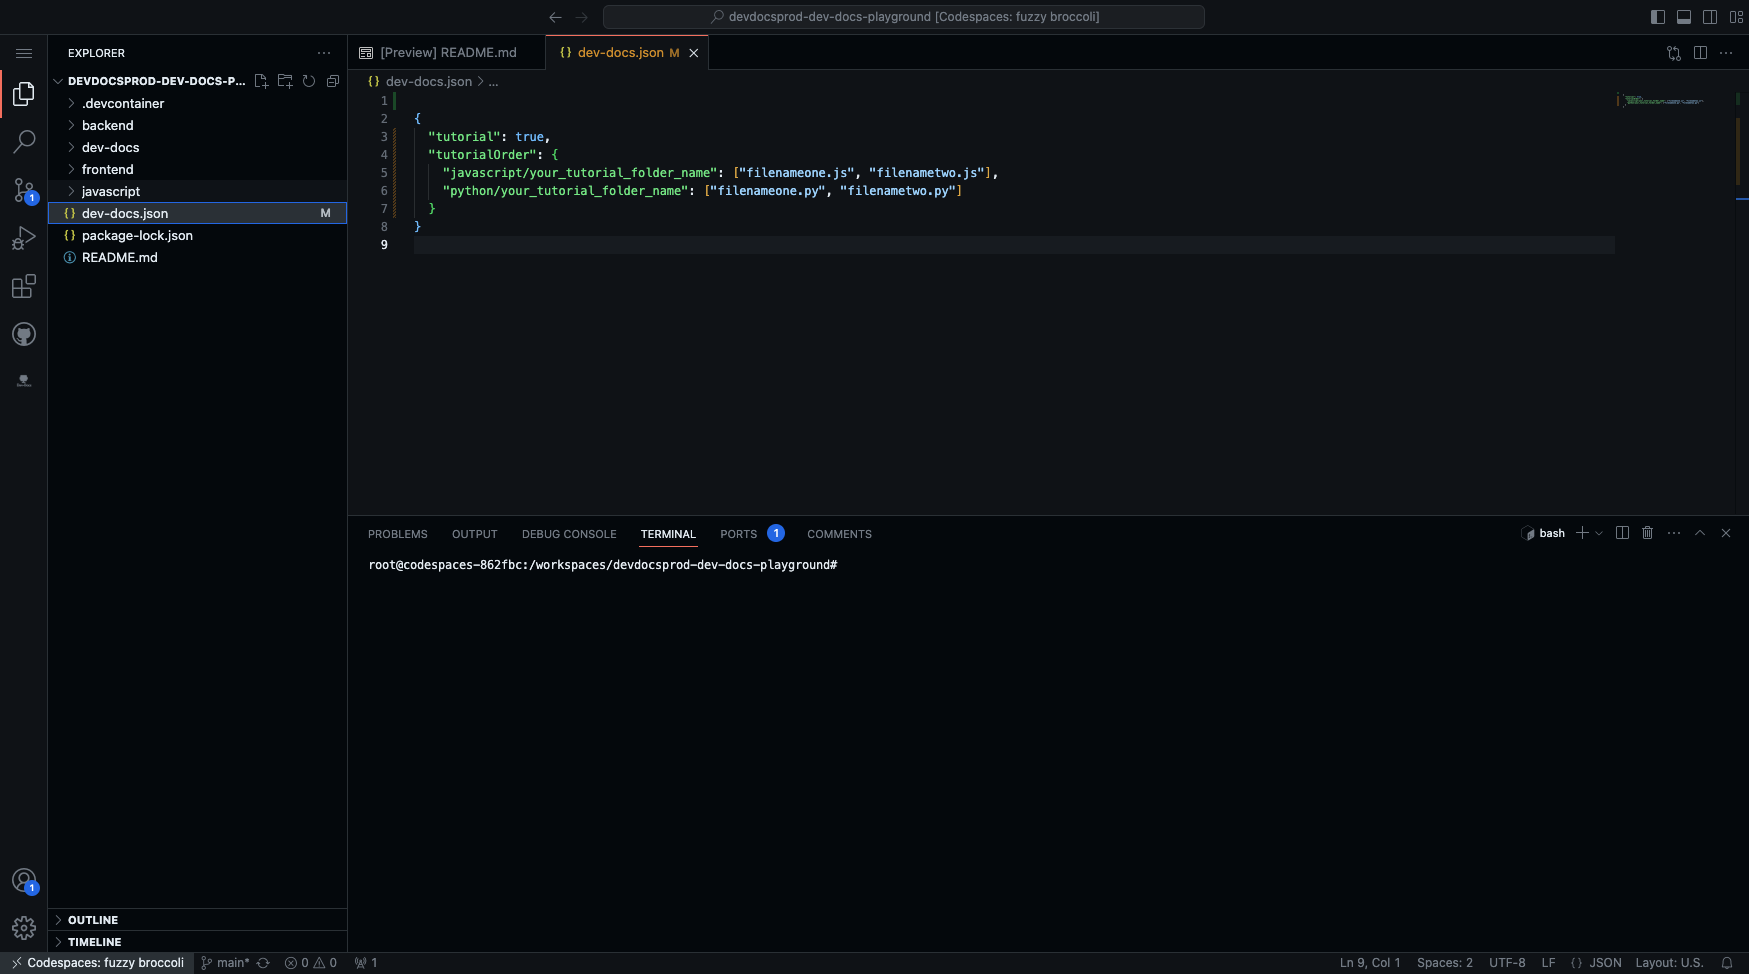 devdocsprod-dev-docs-playground [Codespaces: fuzzy broccoli]
EXPLORER
DEVDOCSPROD-DEV-DOCS-P...
.devcontainer
backend
dev-docs
frontend
javascript
{} dev-docs.json M
{} package-lock.json
README.md
OUTLINE
TIMELINE
1
1
[Preview] README.md
{} dev-docs.json M
{} dev-docs.json > ...
1
2 {
3 "tutorial": true,
4 "tutorialOrder": {
5 "javascript/your_tutorial_folder_name": ["filenameone.js", "filenametwo.js"],
6 "python/your_tutorial_folder_name": ["filenameone.py", "filenametwo.py"]
7 }
8 }
9
PROBLEMS OUTPUT DEBUG CONSOLE TERMINAL PORTS 1 COMMENTS
bash
root@codespaces-862fbc:/workspaces/devdocsprod-dev-docs-playground#
Codespaces: fuzzy broccoli main* 0 0 1
Ln 9, Col 1 Spaces: 2 UTF-8 LF {} JSON Layout: U.S.